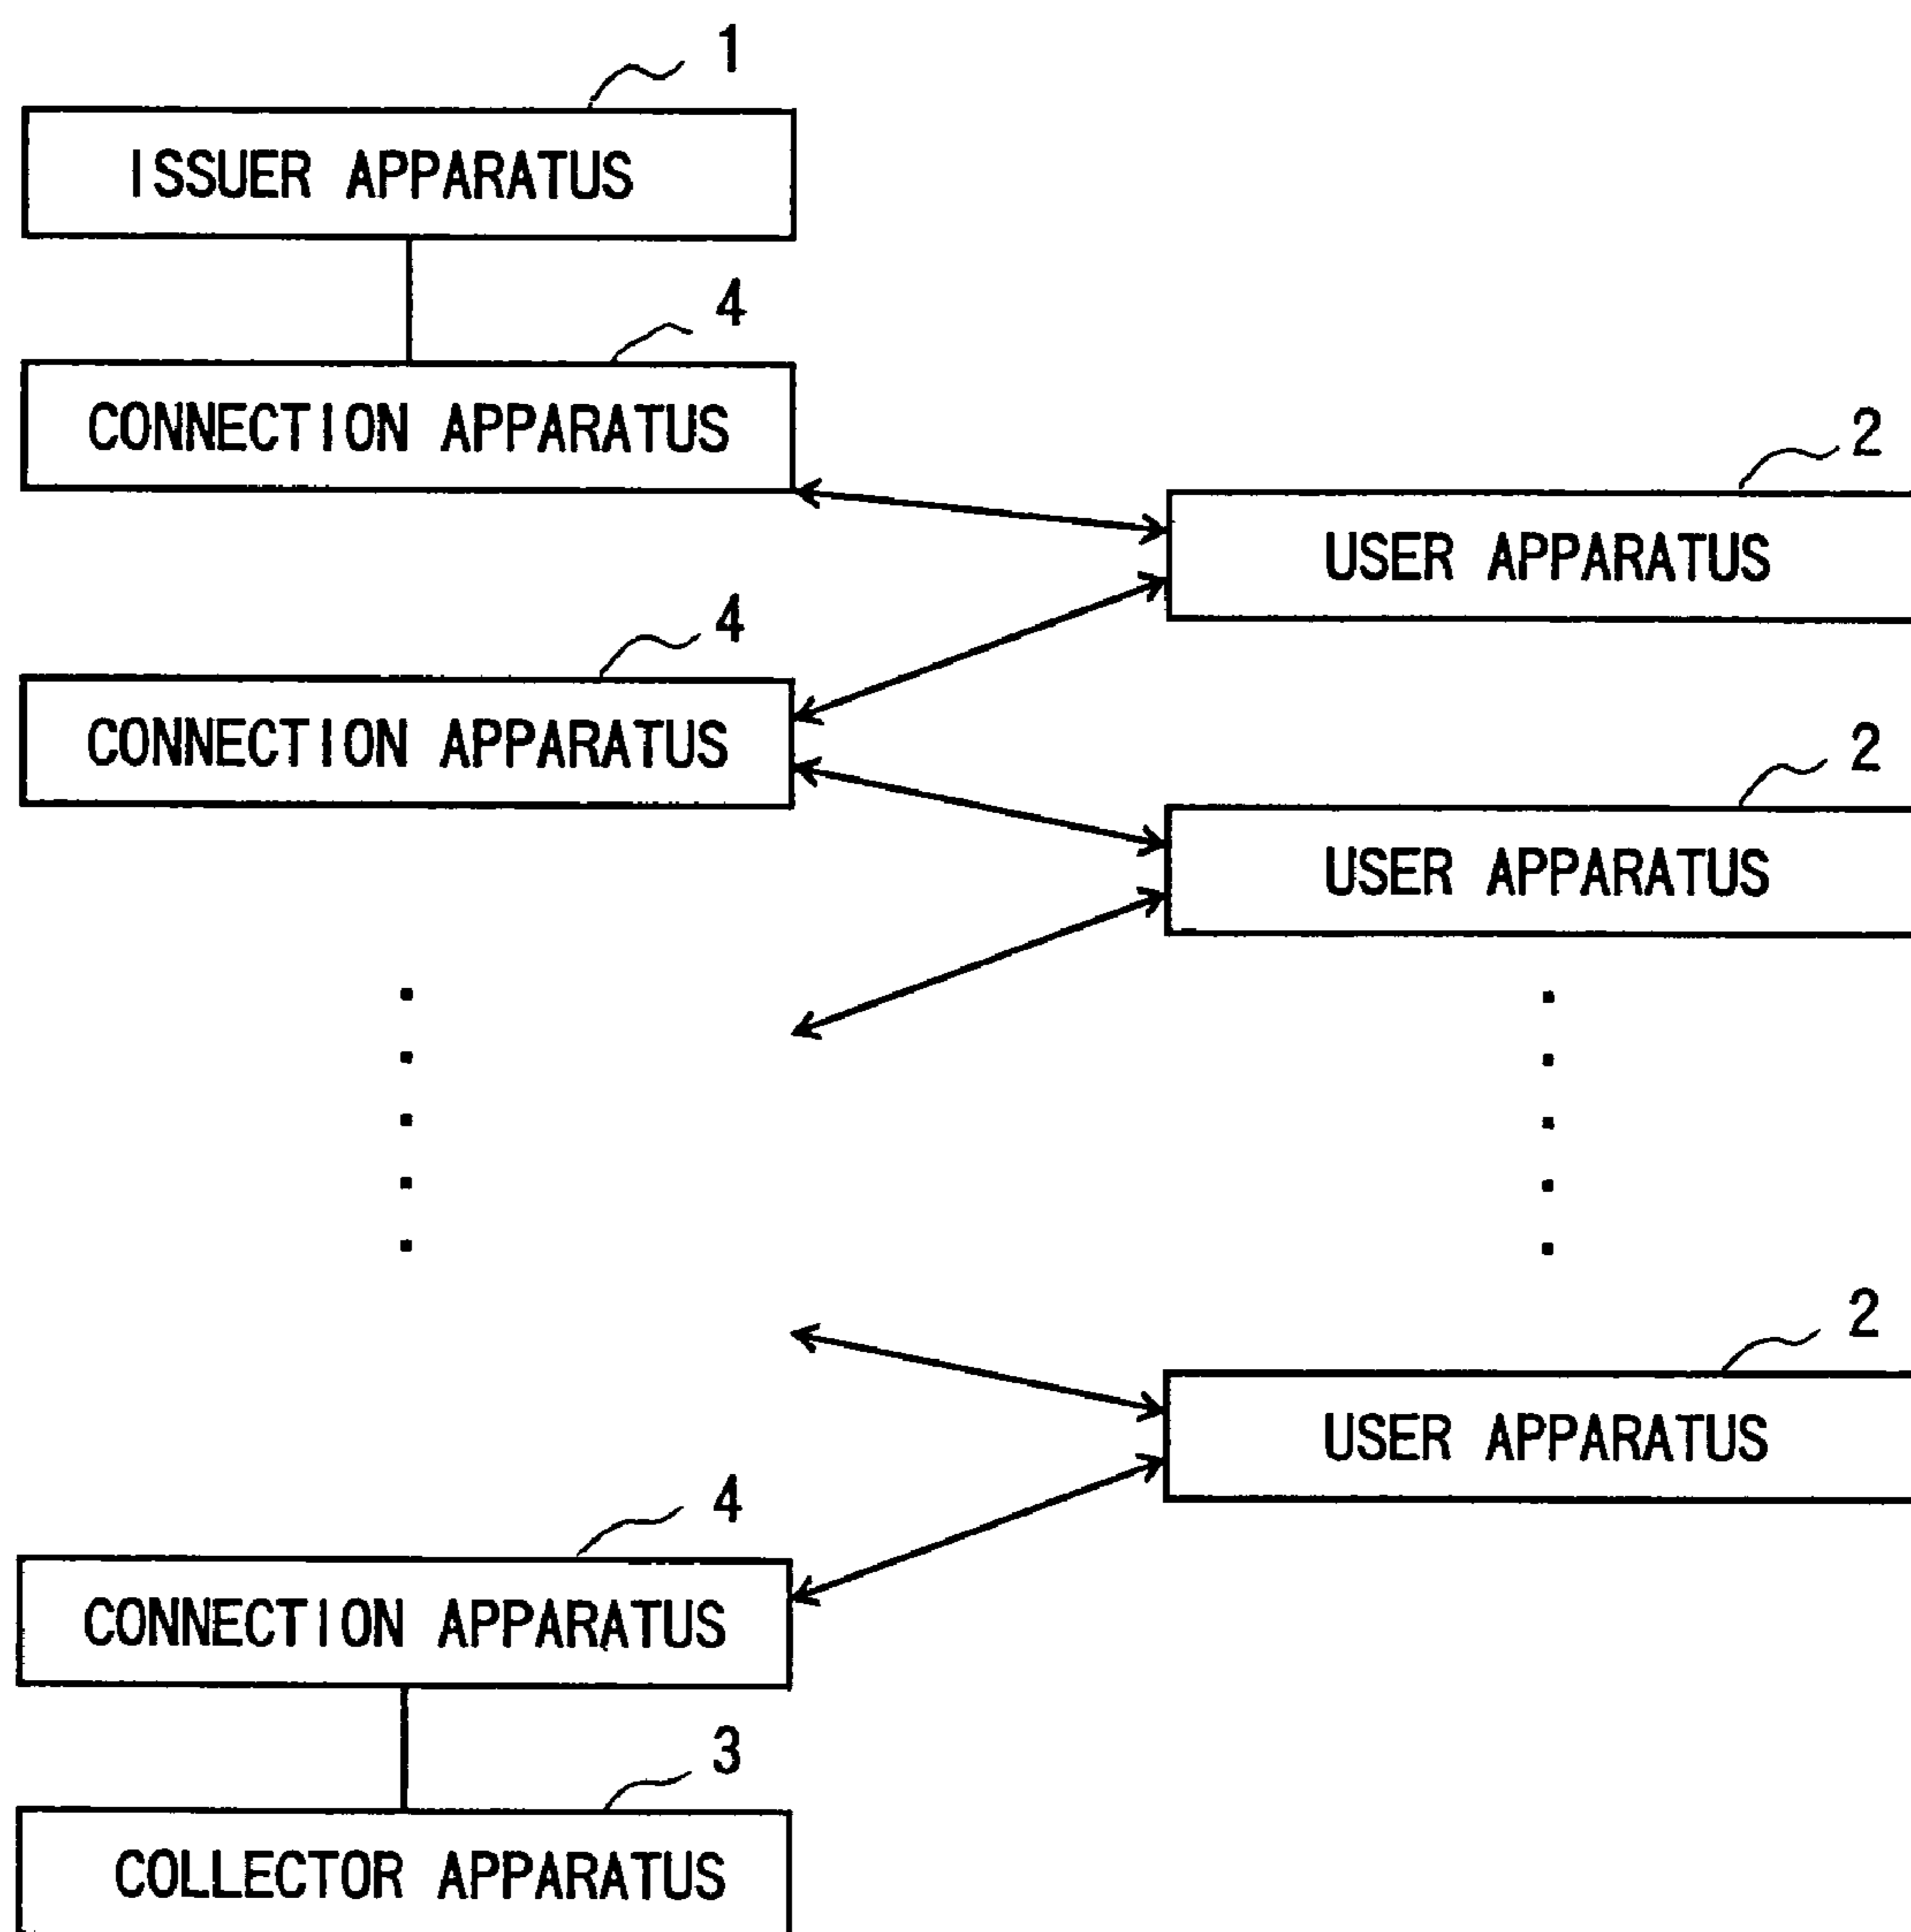 1
ISSUER APPARATUS
4
CONNECTION APPARATUS
2
USER APPARATUS
4
CONNECTION APPARATUS
2
USER APPARATUS
2
USER APPARATUS
4
CONNECTION APPARATUS
3
COLLECTOR APPARATUS